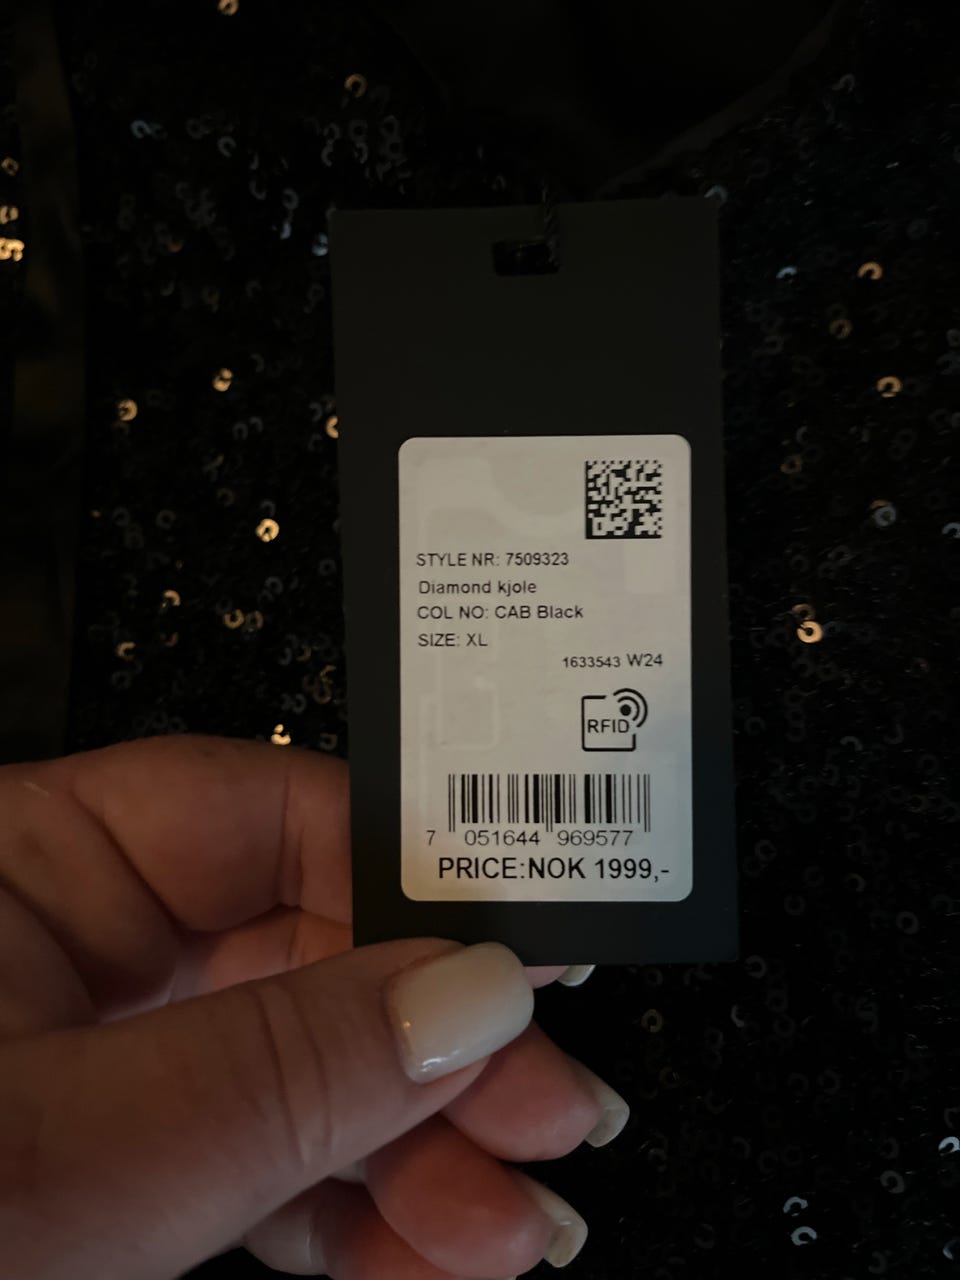 STYLE NR: 7509323
Diamond kjole
COL NO: CAB Black
SIZE: XL
1633543 W24
RFID
7 051644 969577
PRICE:NOK 1999,-